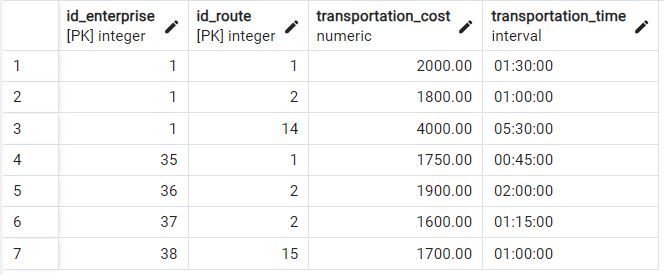 id_enterprise id_route transportation_cost transportation_time
[PK] integer [PK] integer numeric interval
1 1 1 2000.00 01:30:00
2 1 2 1800.00 01:00:00
3 1 14 4000.00 05:30:00
4 35 1 1750.00 00:45:00
5 36 2 1900.00 02:00:00
6 37 2 1600.00 01:15:00
7 38 15 1700.00 01:00:00